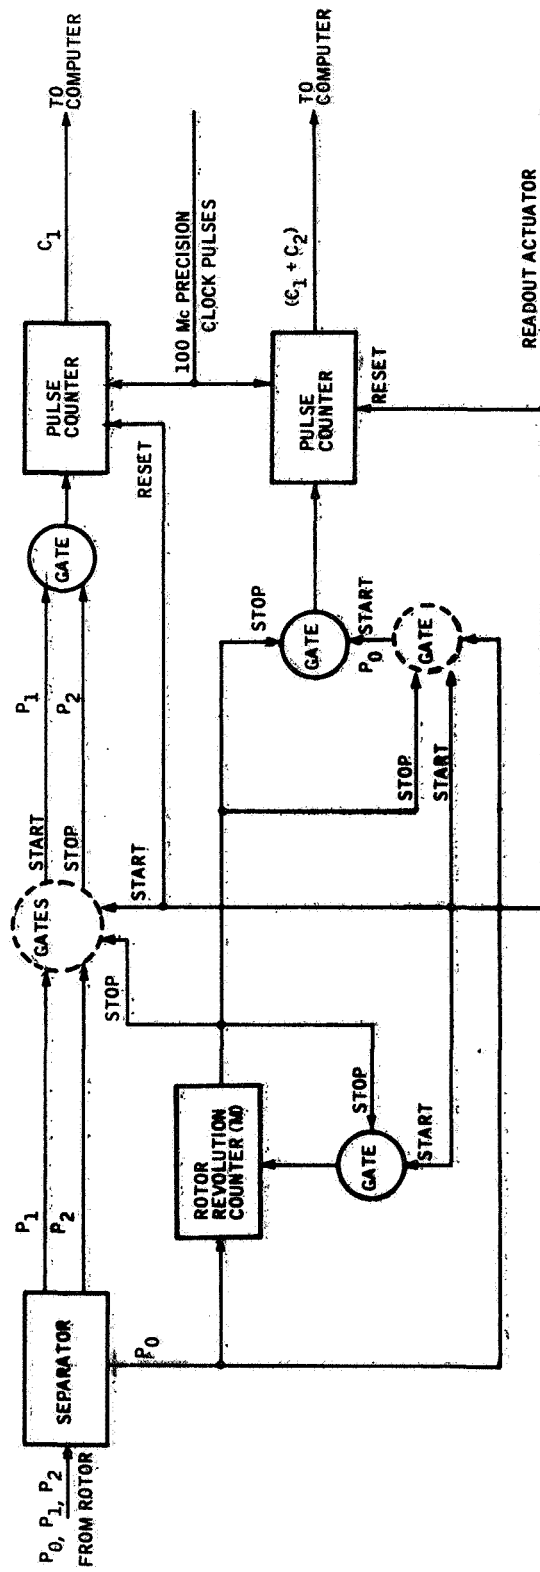 P0, P1, P2
FROM ROTOR
SEPARATOR
P1
P2
P0
GATES
START
STOP
STOP
START
P1
P2
GATE
PULSE
COUNTER
RESET
C1
TO
COMPUTER
100 Mc PRECISION
CLOCK PULSES
ROTOR
REVOLUTION
COUNTER (M)
STOP
GATE
START
STOP
GATE
START
P0
STOP
START
GATE
PULSE
COUNTER
RESET
(C1 + C2)
TO
COMPUTER
READOUT ACTUATOR